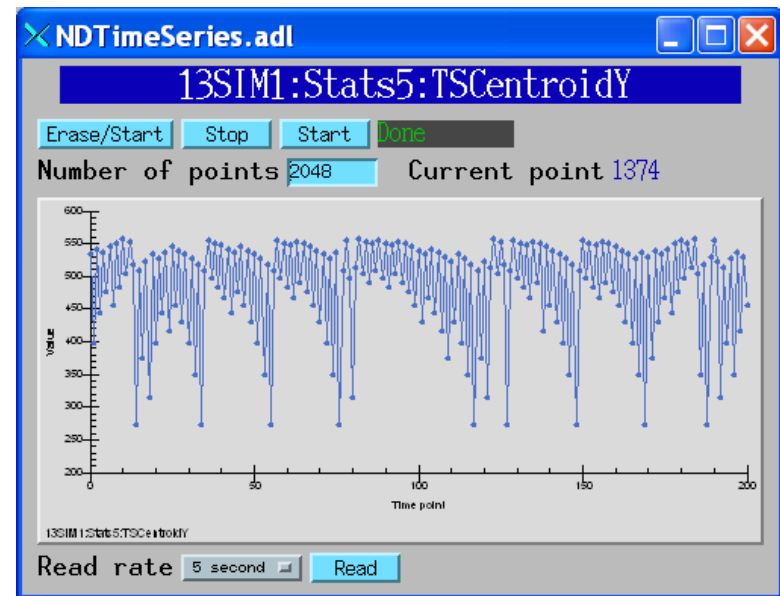 NDTimeSeries.adl
13SIM1:Stats5:TSCentroidY
Erase/Start Stop Start Done
Number of points 2048 Current point 1374
600
550
500
450
400
350
300
250
200
Value
0 50 100 150 200
Time point
13SIM1:Stats5:TSCentroidY
Read rate 5 second Read